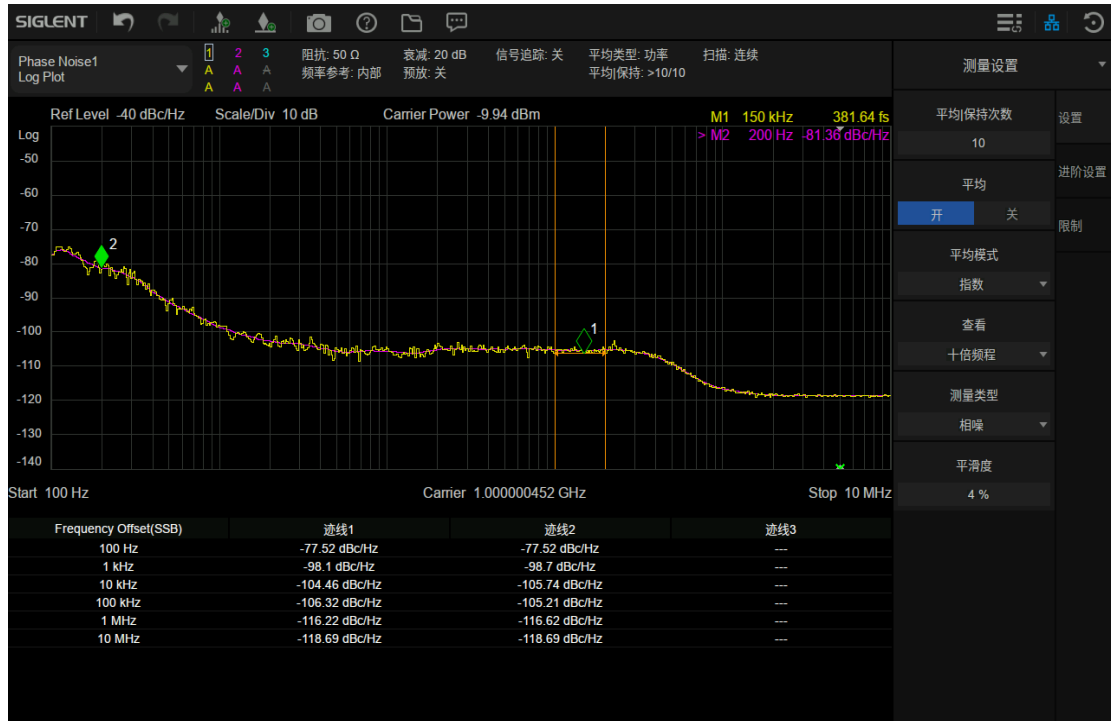 SIGLENT
Phase Noise1
Log Plot
1 2 3
A A A
A A A
阻抗: 50 Ω 衰减: 20 dB 信号追踪: 关 平均类型: 功率 扫描: 连续
频率参考: 内部 预放: 关 平均|保持: >10/10
测量设置
Ref Level -40 dBc/Hz Scale/Div 10 dB Carrier Power -9.94 dBm
M1 150 kHz 381.64 fs
> M2 200 Hz -81.36 dBc/Hz
Log
-50
-60
-70
-80
-90
-100
-110
-120
-130
-140
2
1
Start 100 Hz Carrier 1.000000452 GHz Stop 10 MHz
Frequency Offset(SSB) 迹线1 迹线2 迹线3
100 Hz -77.52 dBc/Hz -77.52 dBc/Hz ---
1 kHz -98.1 dBc/Hz -98.7 dBc/Hz ---
10 kHz -104.46 dBc/Hz -105.74 dBc/Hz ---
100 kHz -106.32 dBc/Hz -105.21 dBc/Hz ---
1 MHz -116.22 dBc/Hz -116.62 dBc/Hz ---
10 MHz -118.69 dBc/Hz -118.69 dBc/Hz ---
平均|保持次数
10
平均
开 关
平均模式
指数
查看
十倍频程
测量类型
相噪
平滑度
4 %
设置
进阶设置
限制